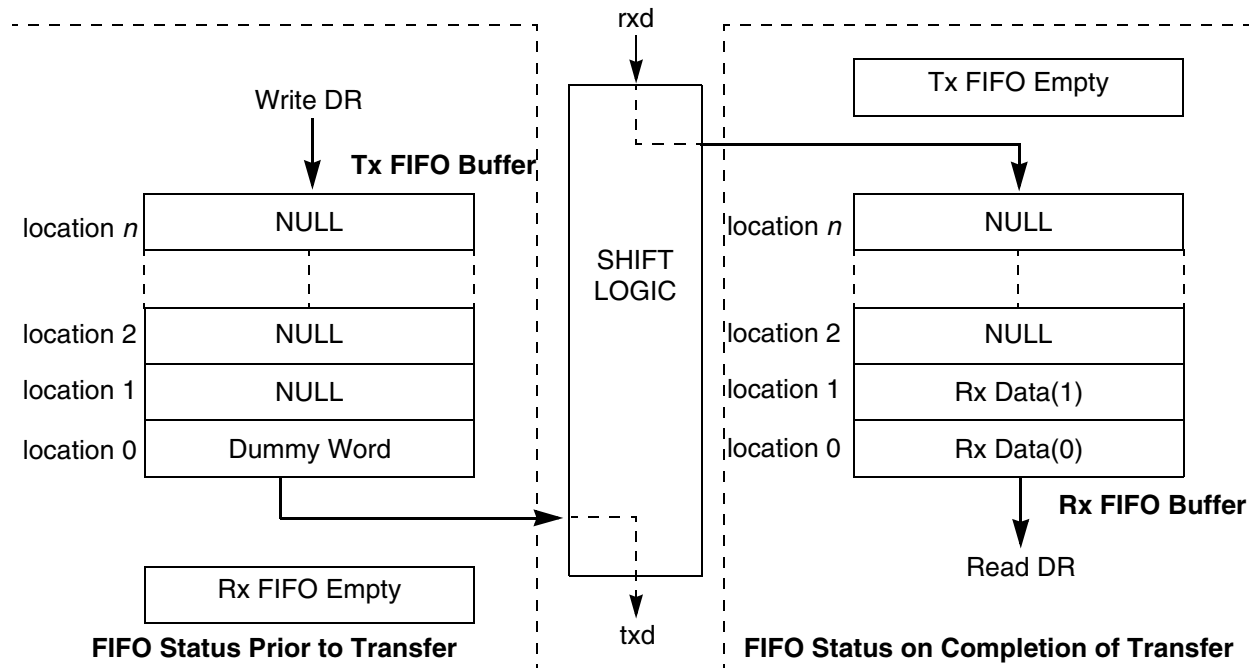 rxd
Write DR
Tx FIFO Buffer
location n
NULL
location 2
NULL
location 1
NULL
location 0
Dummy Word
Rx FIFO Empty
FIFO Status Prior to Transfer
SHIFT
LOGIC
txd
Tx FIFO Empty
location n
NULL
location 2
NULL
location 1
Rx Data(1)
location 0
Rx Data(0)
Rx FIFO Buffer
Read DR
FIFO Status on Completion of Transfer